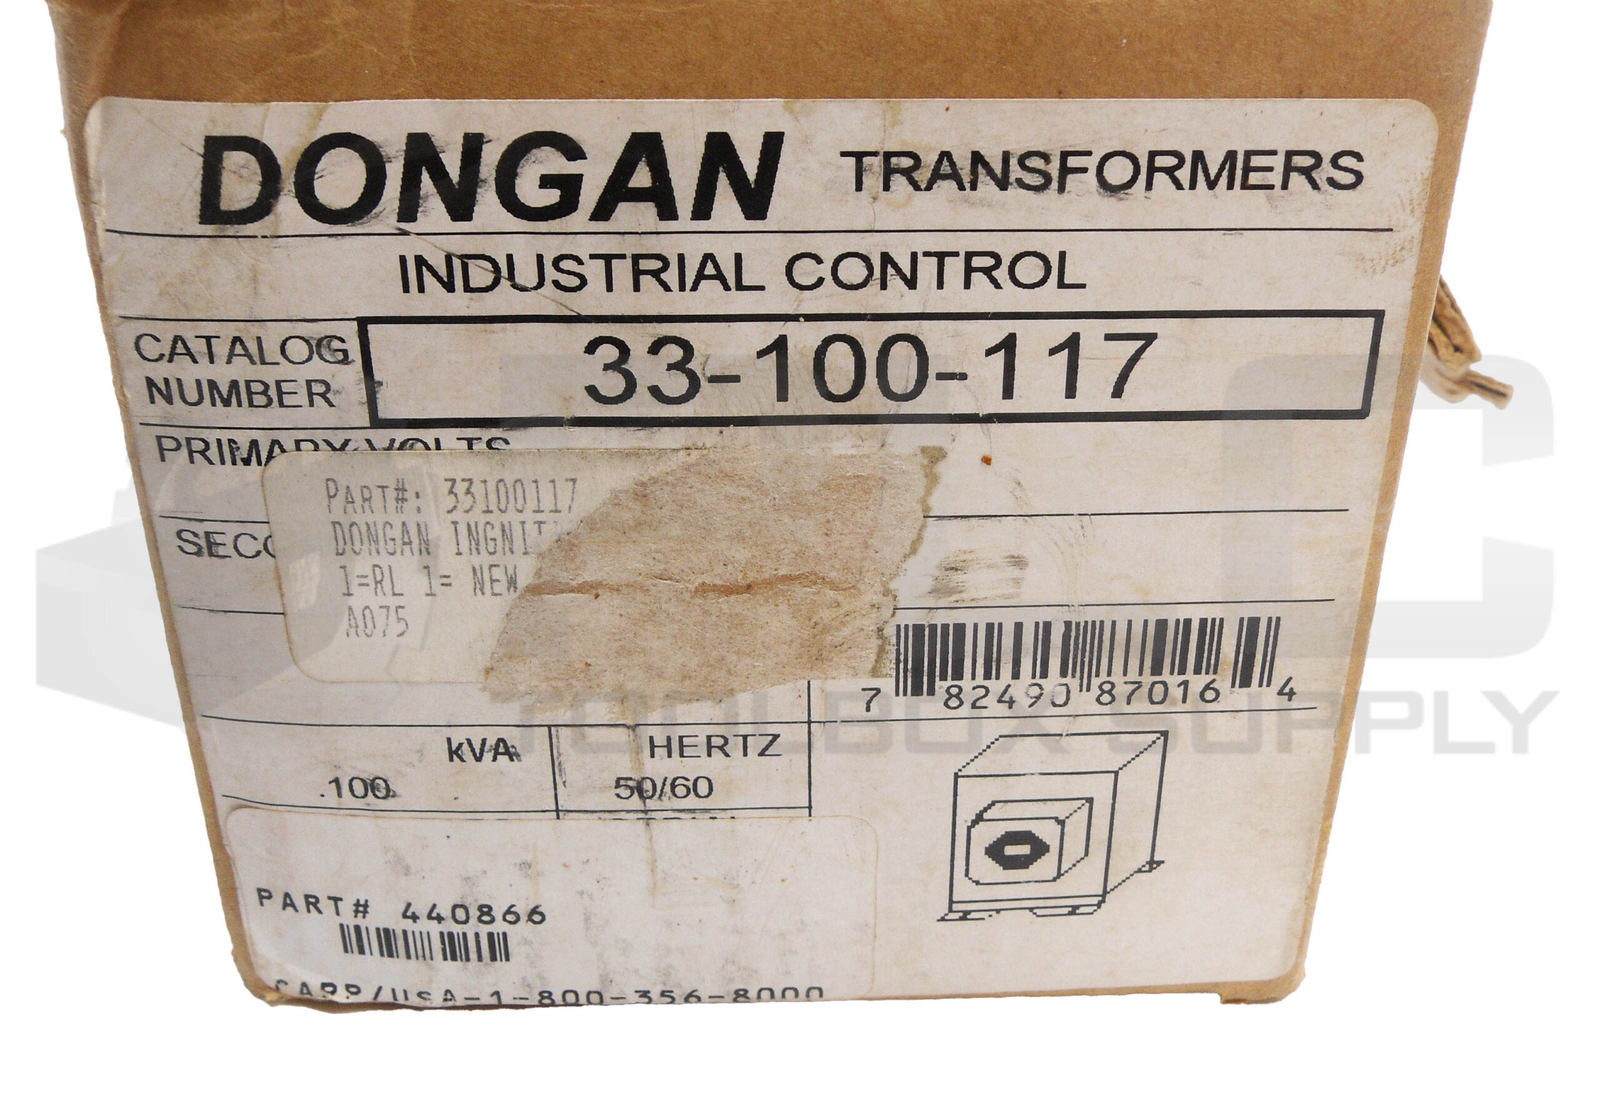 DONGAN TRANSFORMERS
INDUSTRIAL CONTROL
CATALOG
NUMBER
33-100-117
PRIMARY VOLTS
PART#: 33100117
DONGAN INGNIT
1=RL 1= NEW
A075
7 82490 87016 4
kVA
HERTZ
.100
50/60
PART# 440866
CAPP/USA-1-800-356-8000
TOOLBOX SUPPLY